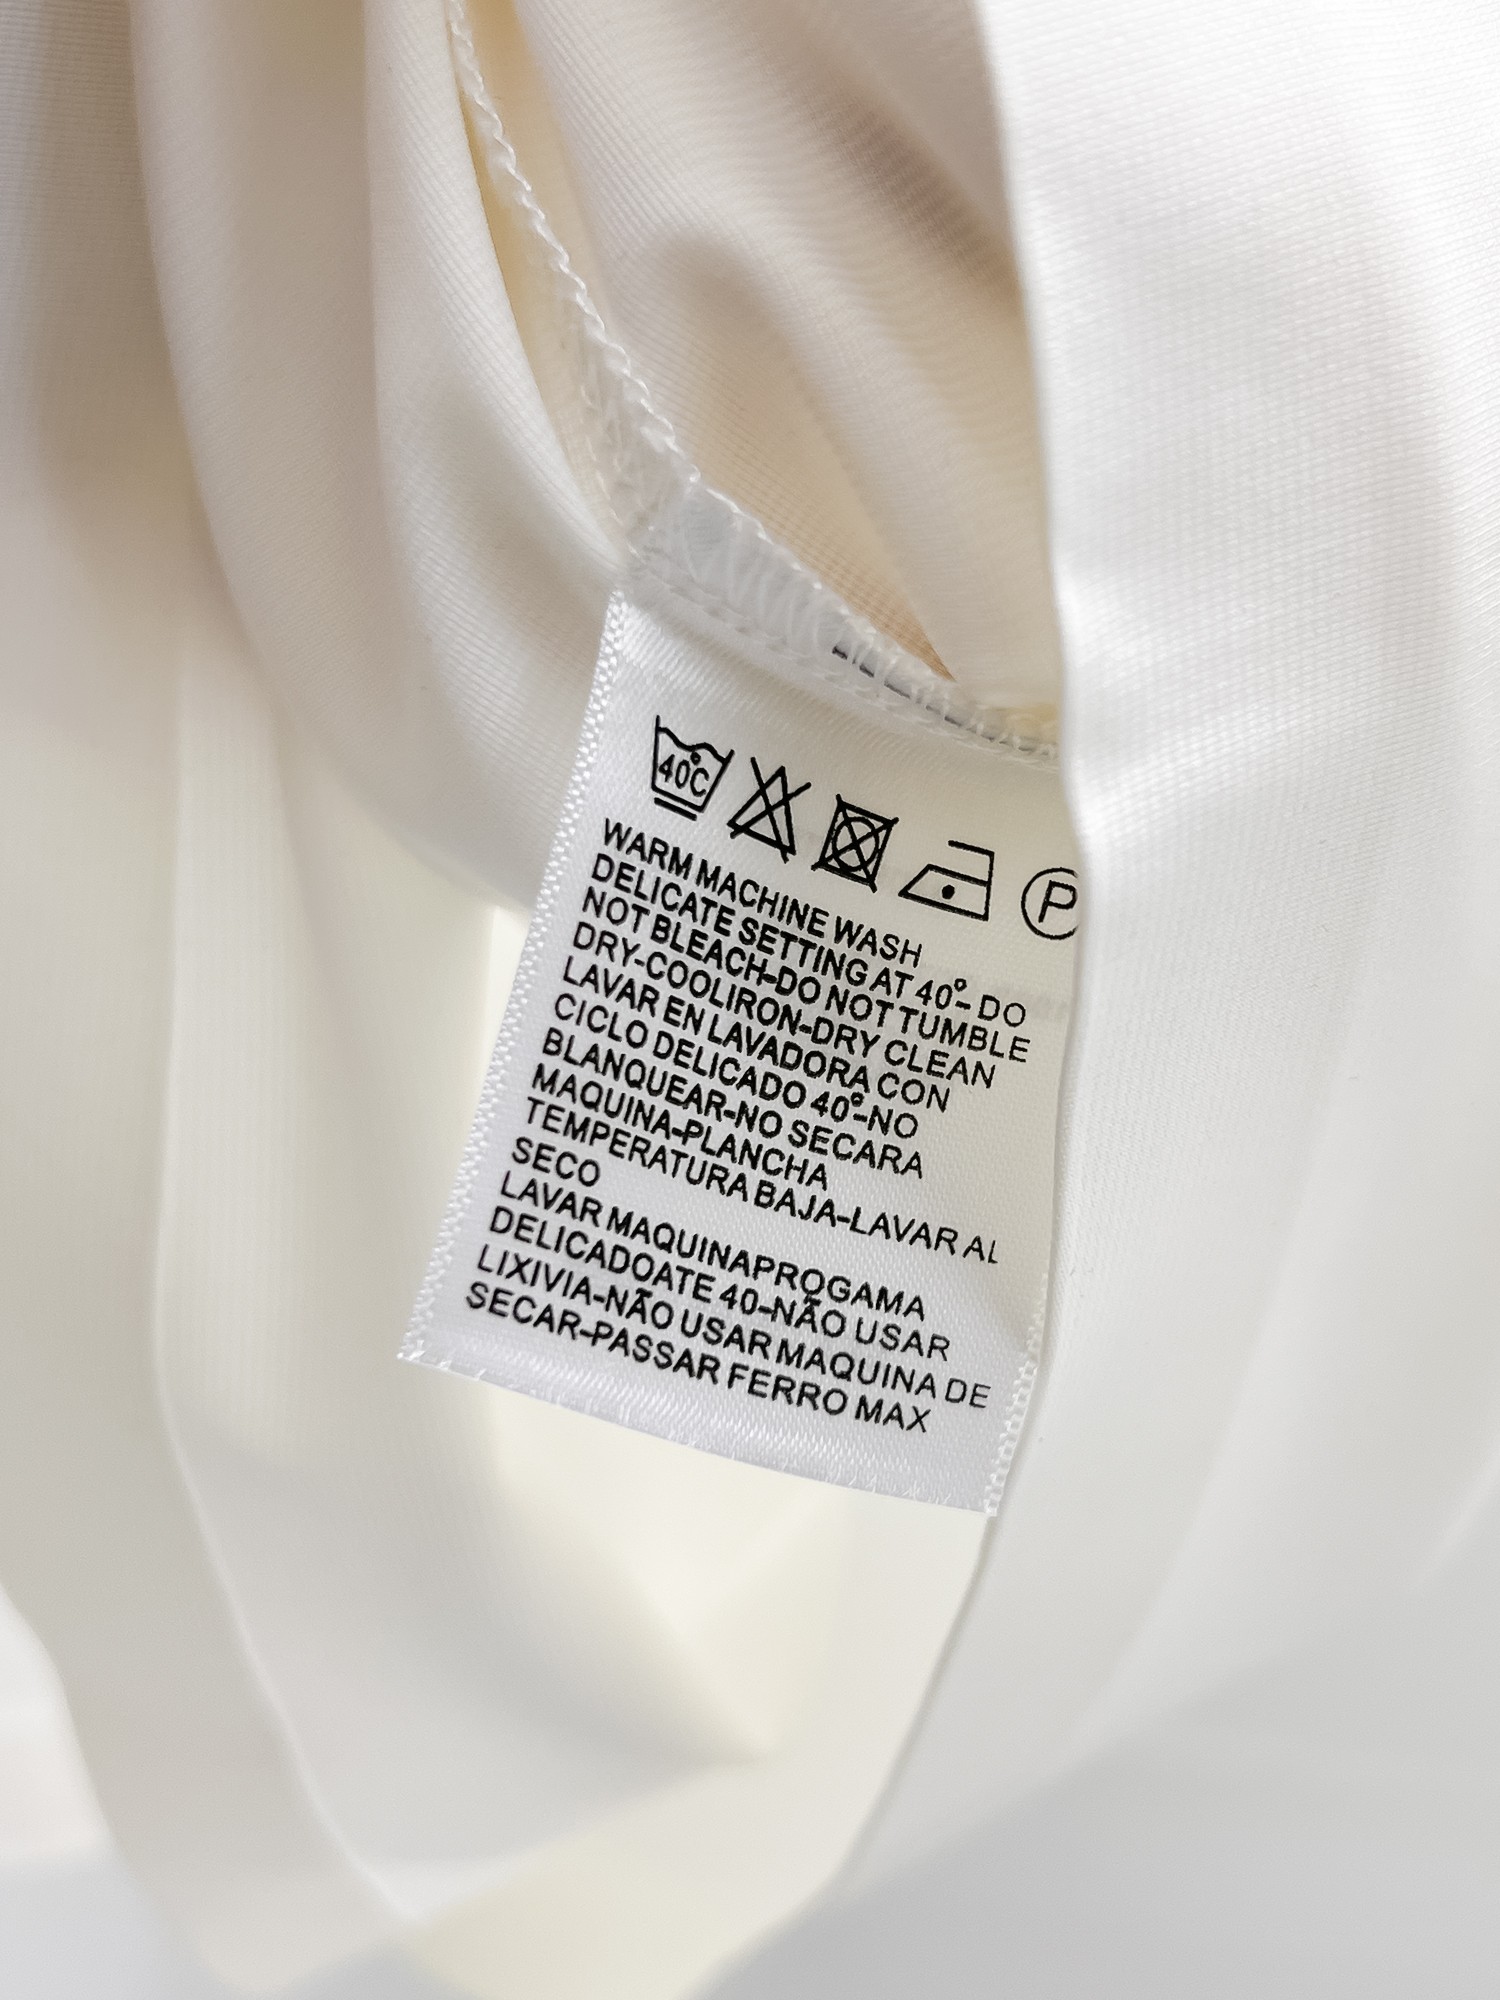 40°C
P
WARM MACHINE WASH
DELICATE SETTING AT 40°- DO
NOT BLEACH-DO NOT TUMBLE
DRY-COOLIRON-DRY CLEAN
LAVAR EN LAVADORA CON
CICLO DELICADO 40°-NO
BLANQUEAR-NO SECARA
MAQUINA-PLANCHA
TEMPERATURA BAJA-LAVAR AL
SECO
LAVAR MAQUINAPROGAMA
DELICADOATE 40-NÃO USAR
LIXIVIA-NÃO USAR MAQUINA DE
SECAR-PASSAR FERRO MAX